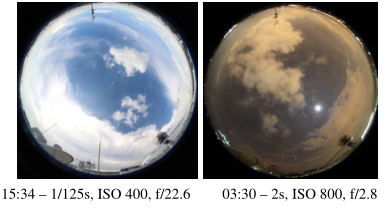 15:34 – 1/125s, ISO 400, f/22.6
03:30 – 2s, ISO 800, f/2.8